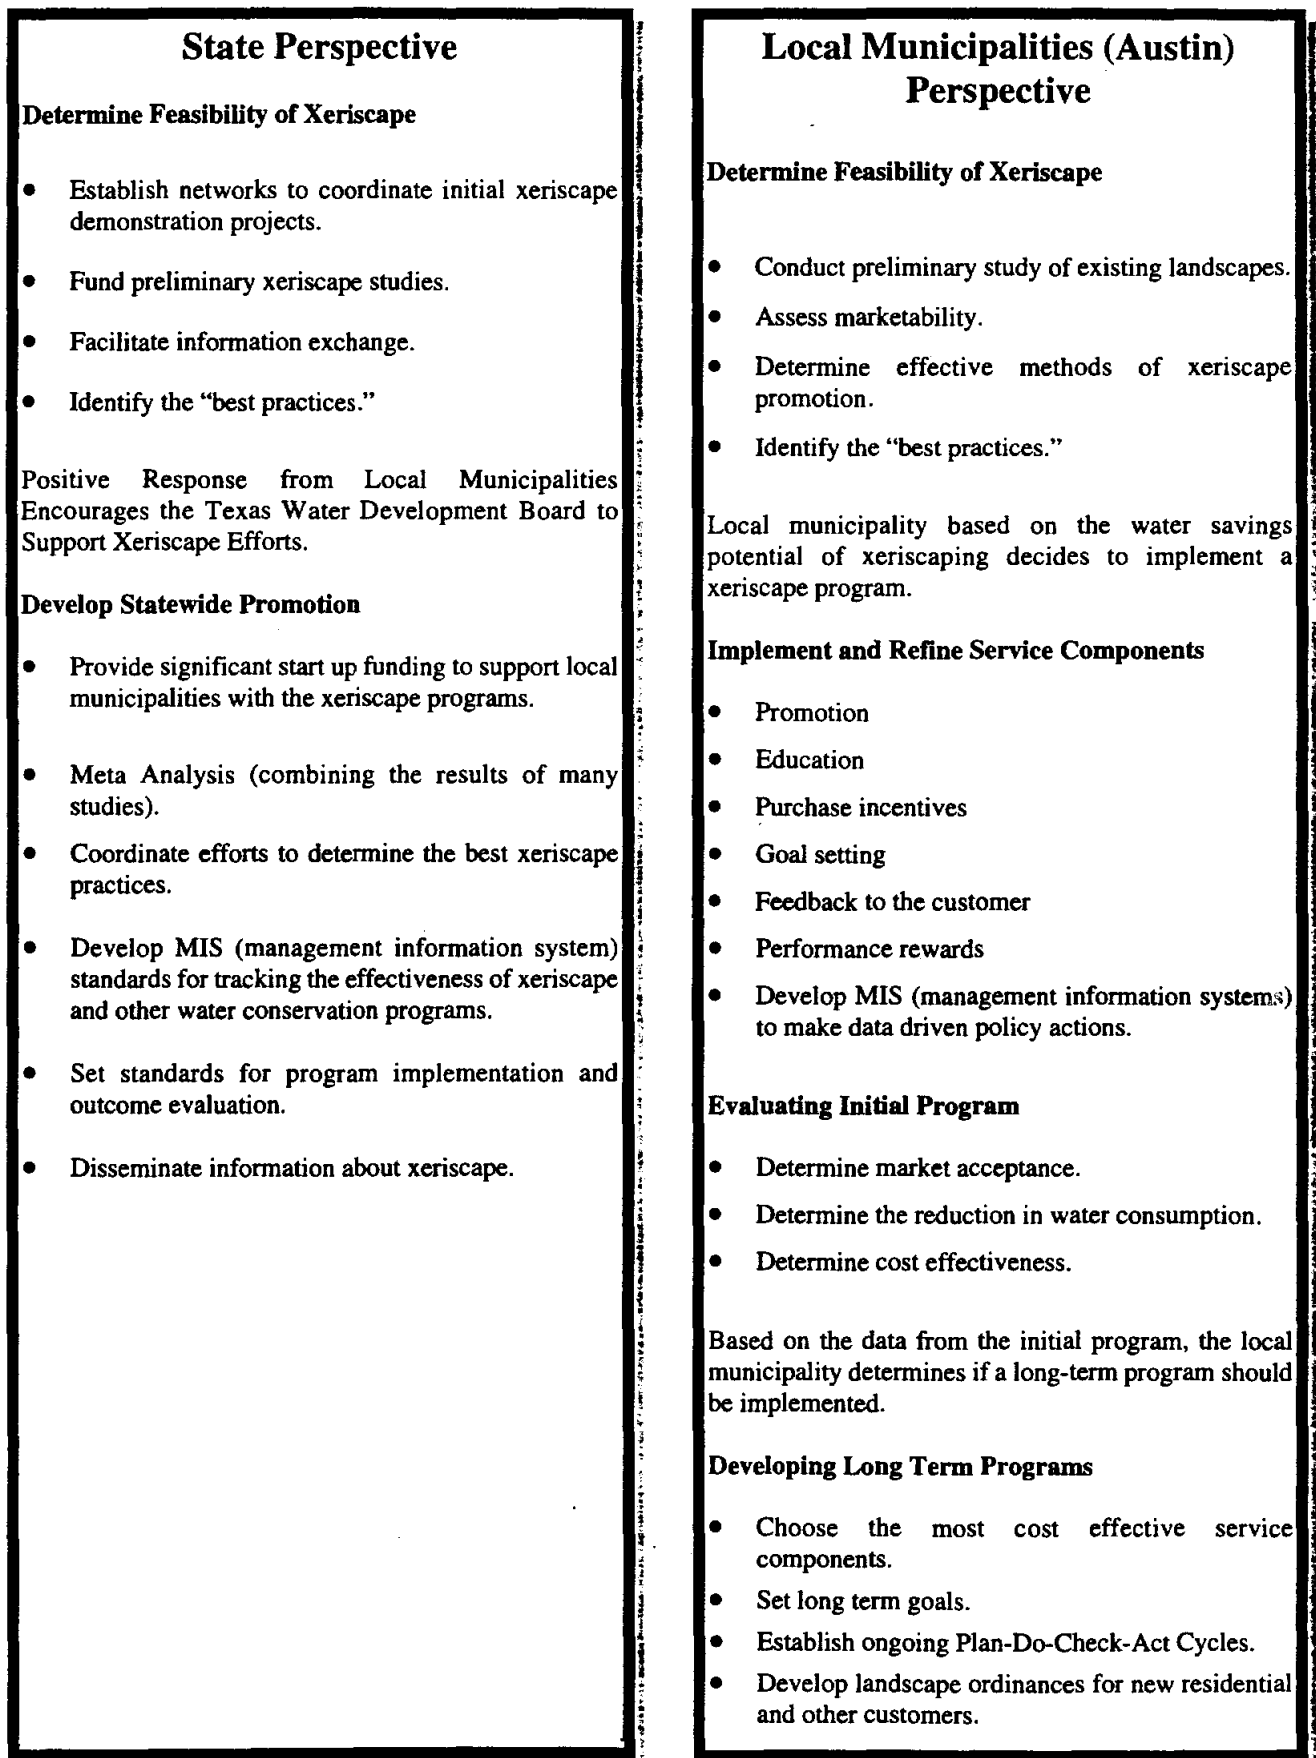 State Perspective
Determine Feasibility of Xeriscape
• Establish networks to coordinate initial xeriscape
demonstration projects.
• Fund preliminary xeriscape studies.
• Facilitate information exchange.
• Identify the “best practices.”
Positive Response from Local Municipalities
Encourages the Texas Water Development Board to
Support Xeriscape Efforts.
Develop Statewide Promotion
• Provide significant start up funding to support local
municipalities with the xeriscape programs.
• Meta Analysis (combining the results of many
studies).
• Coordinate efforts to determine the best xeriscape
practices.
• Develop MIS (management information system)
standards for tracking the effectiveness of xeriscape
and other water conservation programs.
• Set standards for program implementation and
outcome evaluation.
• Disseminate information about xeriscape.
Local Municipalities (Austin)
Perspective
Determine Feasibility of Xeriscape
• Conduct preliminary study of existing landscapes.
• Assess marketability.
• Determine effective methods of xeriscape
promotion.
• Identify the “best practices.”
Local municipality based on the water savings
potential of xeriscaping decides to implement a
xeriscape program.
Implement and Refine Service Components
• Promotion
• Education
• Purchase incentives
• Goal setting
• Feedback to the customer
• Performance rewards
• Develop MIS (management information systems)
to make data driven policy actions.
Evaluating Initial Program
• Determine market acceptance.
• Determine the reduction in water consumption.
• Determine cost effectiveness.
Based on the data from the initial program, the local
municipality determines if a long-term program should
be implemented.
Developing Long Term Programs
• Choose the most cost effective service
components.
• Set long term goals.
• Establish ongoing Plan-Do-Check-Act Cycles.
• Develop landscape ordinances for new residential
and other customers.